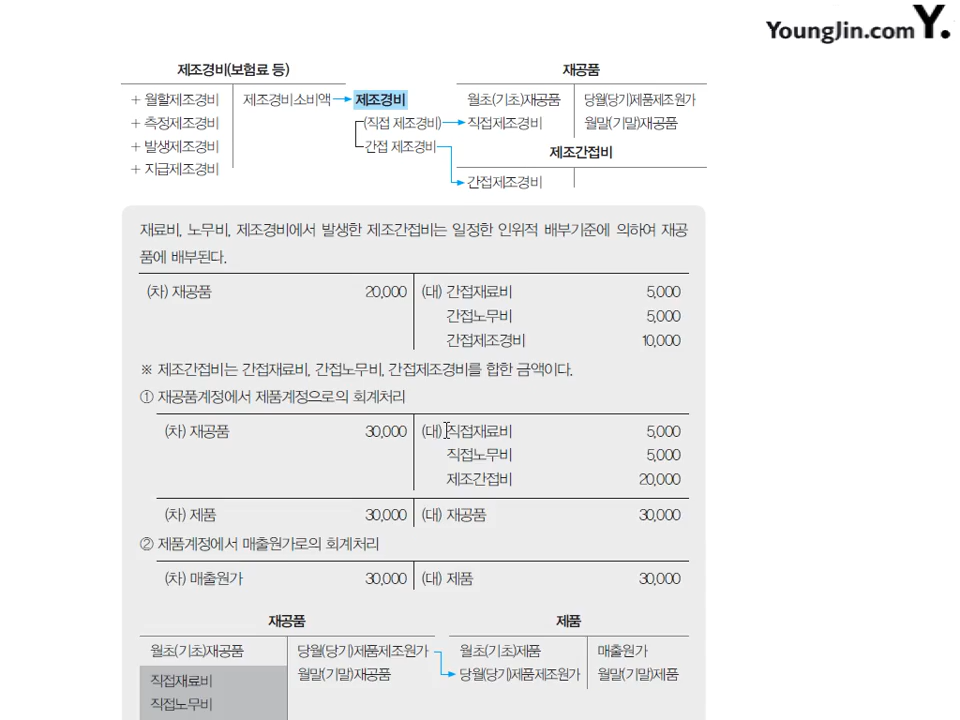 YoungJin.com Y.
제조경비(보험료 등)
재공품
+ 월할제조경비
제조경비소비액
제조경비
월초(기초)재공품
당월(당기)제품제조원가
+ 측정제조경비
(직접 제조경비)
직접제조경비
월말(기말)재공품
+ 발생제조경비
간접 제조경비
제조간접비
+ 지급제조경비
간접제조경비
재료비, 노무비, 제조경비에서 발생한 제조간접비는 일정한 인위적 배부기준에 의하여 재공
품에 배부된다.
(차) 재공품 20,000 (대) 간접재료비 5,000
간접노무비 5,000
간접제조경비 10,000
※ 제조간접비는 간접재료비, 간접노무비, 간접제조경비를 합한 금액이다.
① 재공품계정에서 제품계정으로의 회계처리
(차) 재공품 30,000 (대) 직접재료비 5,000
직접노무비 5,000
제조간접비 20,000
(차) 제품 30,000 (대) 재공품 30,000
② 제품계정에서 매출원가로의 회계처리
(차) 매출원가 30,000 (대) 제품 30,000
재공품
제품
월초(기초)재공품
당월(당기)제품제조원가
월초(기초)제품
매출원가
월말(기말)재공품
당월(당기)제품제조원가
월말(기말)제품
직접재료비
직접노무비